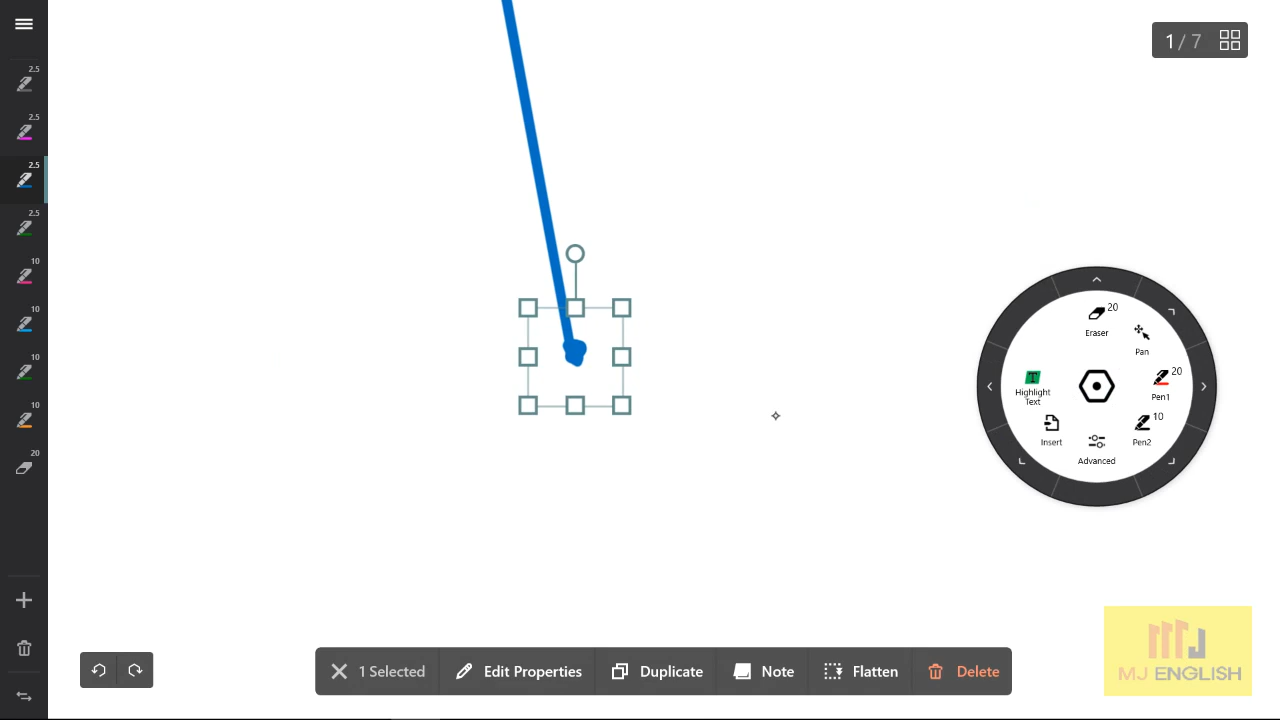 1 / 7
2.5
2.5
2.5
2.5
10
10
10
10
20
20
Eraser
Pan
Highlight
Text
20
Pen1
Insert
10
Pen2
Advanced
MJ ENGLISH
1 Selected
Edit Properties
Duplicate
Note
Flatten
Delete